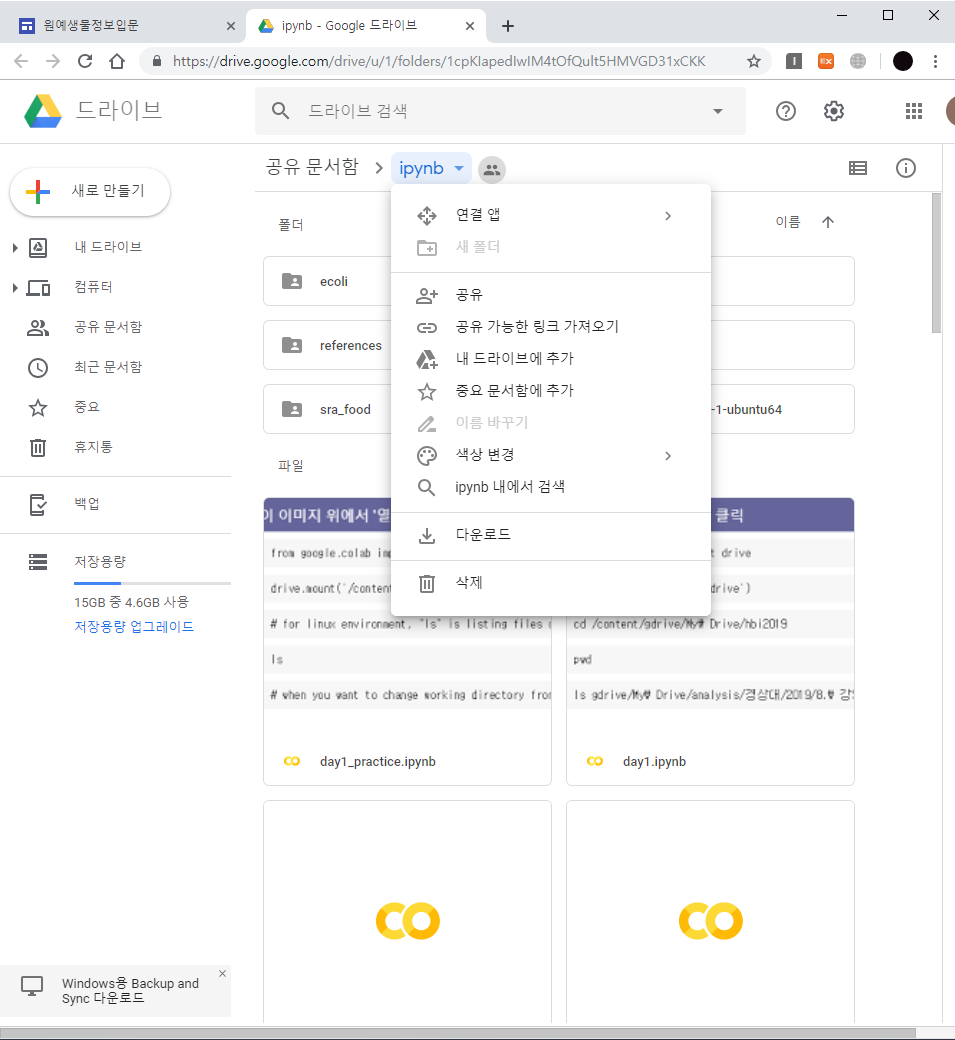 원예생물정보입문
ipynb - Google 드라이브
https://drive.google.com/drive/u/1/folders/1cpKIapedIwIM4tOfQult5HMVGD31xCKK
드라이브
드라이브 검색
새로 만들기
내 드라이브
컴퓨터
공유 문서함
최근 문서함
중요
휴지통
백업
저장용량
15GB 중 4.6GB 사용
저장용량 업그레이드
Windows용 Backup and
Sync 다운로드
공유 문서함 > ipynb
폴더
이름
ecoli
references
sra_food
-1-ubuntu64
연결 앱
새 폴더
공유
공유 가능한 링크 가져오기
내 드라이브에 추가
중요 문서함에 추가
이름 바꾸기
색상 변경
ipynb 내에서 검색
다운로드
삭제
파일
이 이미지 위에서 '열
from google.colab im
drive.mount('/content
# for linux environment, "ls" is listing files
ls
# when you want to change working directory from
day1_practice.ipynb
클릭
t drive
drive')
cd /content/gdrive/My# Drive/hbi2019
pwd
ls gdrive/My# Drive/analysis/경상대/2019/8.#
day1.ipynb